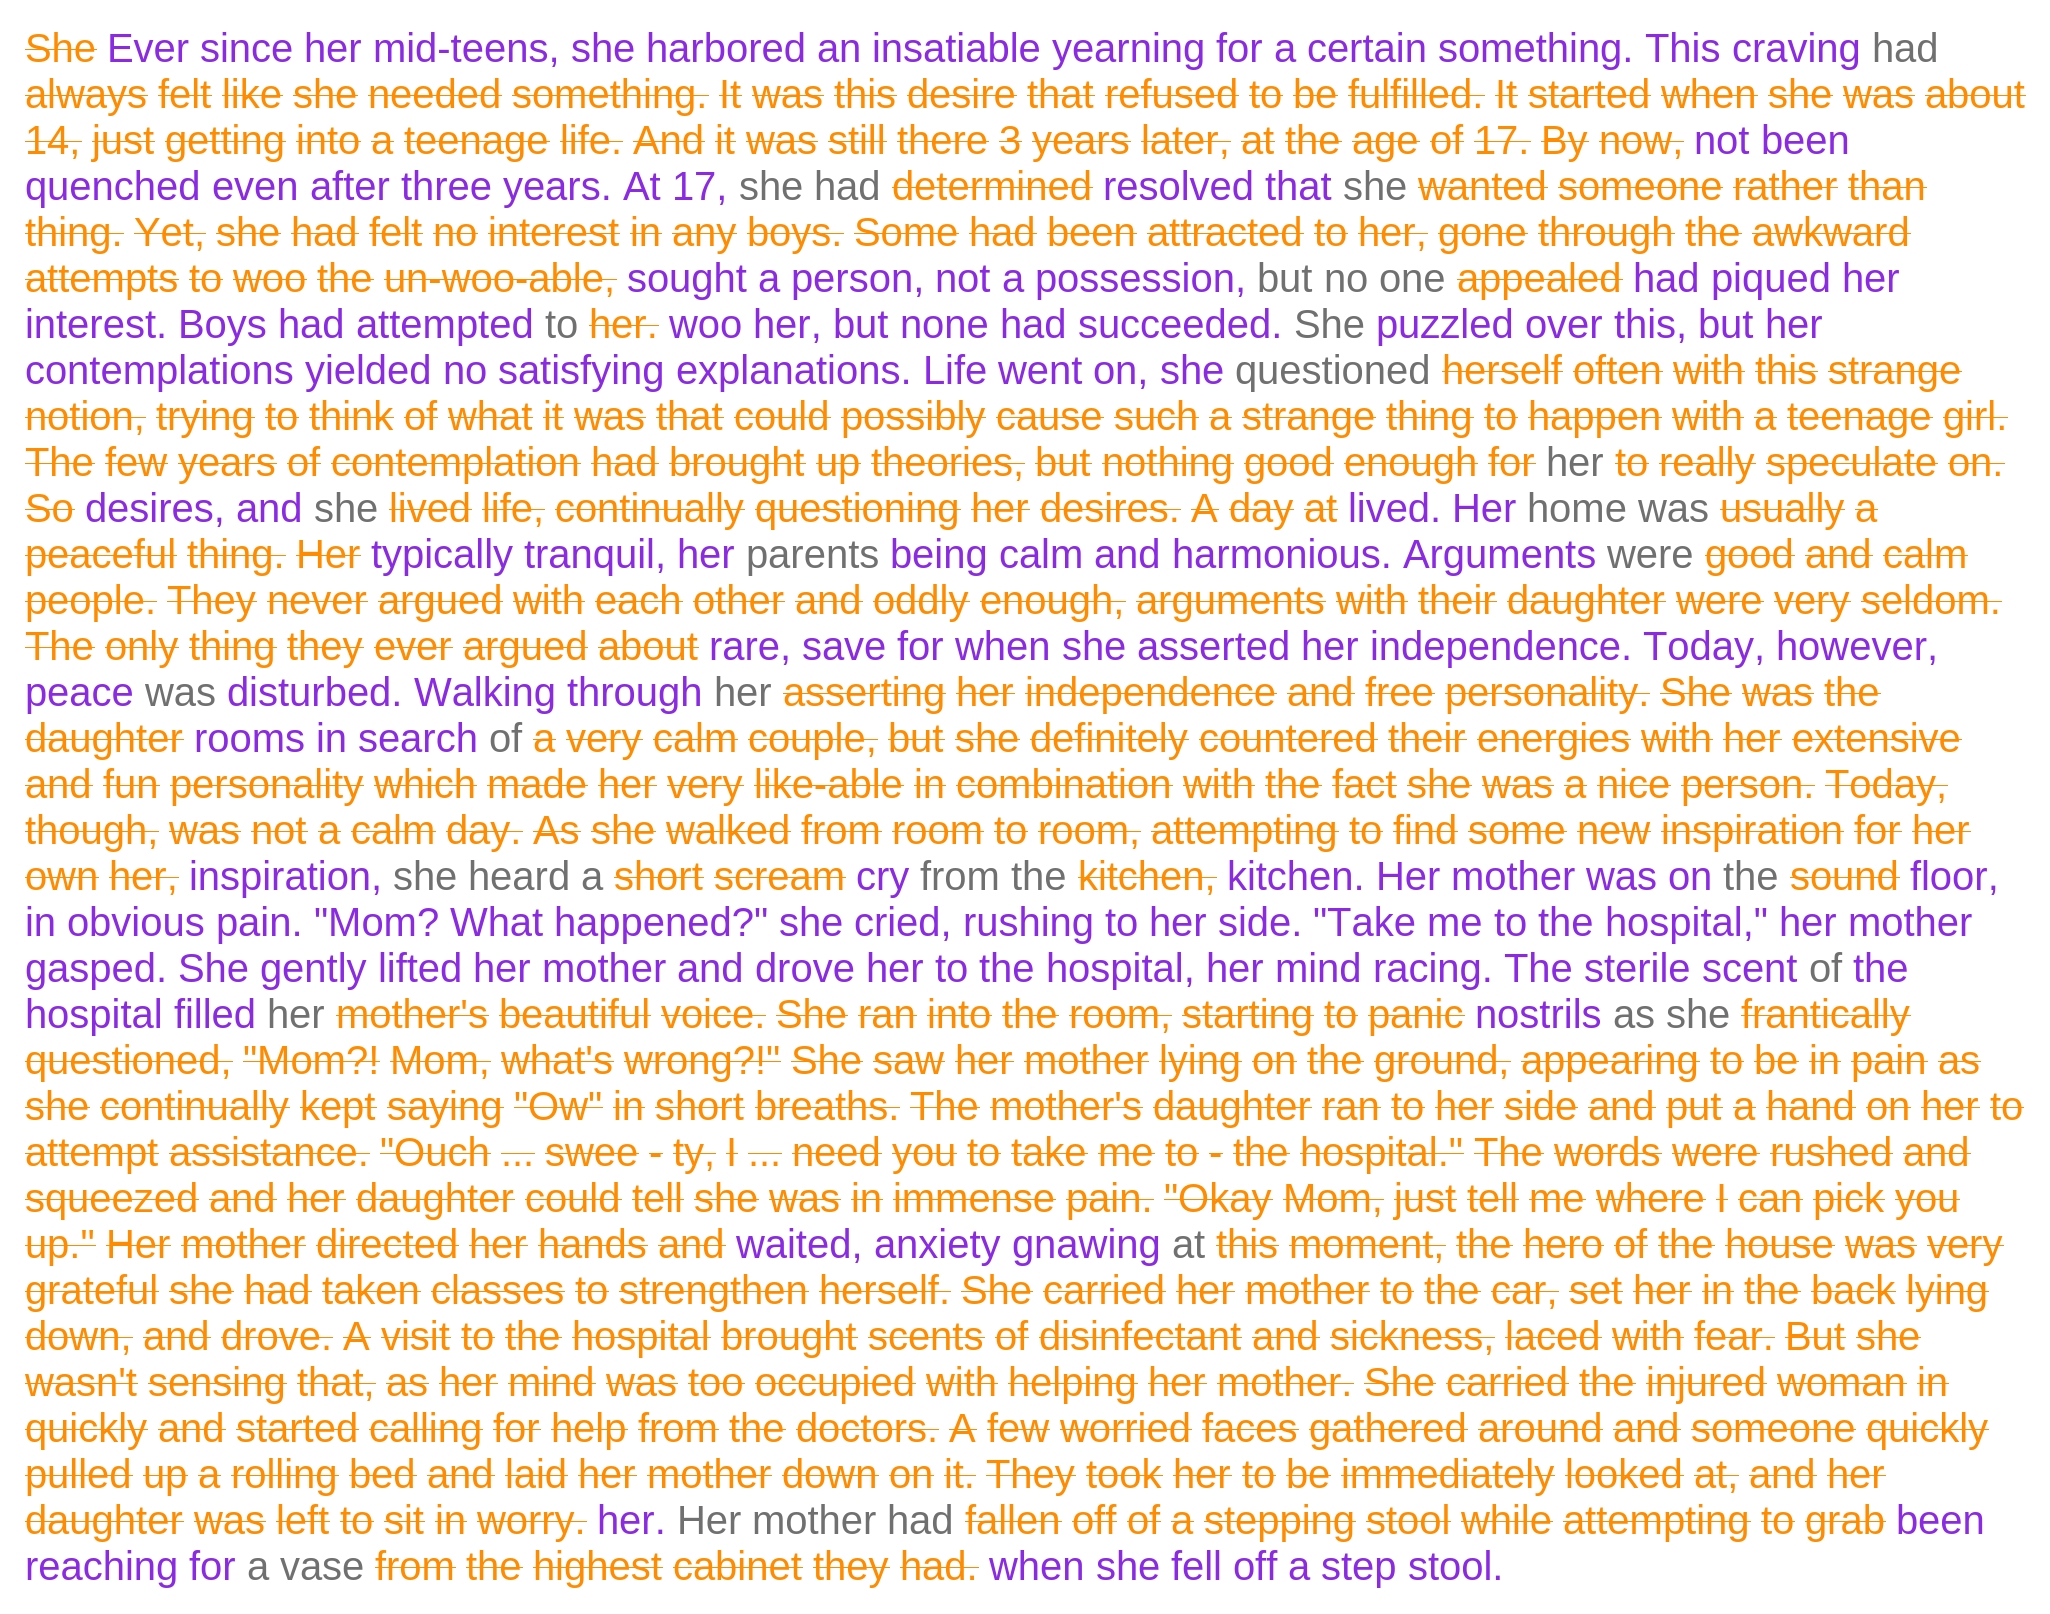 She Ever since her mid-teens, she harbored an insatiable yearning for a certain something. This craving had
always felt like she needed something. It was this desire that refused to be fulfilled. It started when she was about
14, just getting into a teenage life. And it was still there 3 years later, at the age of 17. By now, not been
quenched even after three years. At 17, she had determined resolved that she wanted someone rather than
thing. Yet, she had felt no interest in any boys. Some had been attracted to her, gone through the awkward
attempts to woo the un-woo-able, sought a person, not a possession, but no one appealed had piqued her
interest. Boys had attempted to her. woo her, but none had succeeded. She puzzled over this, but her
contemplations yielded no satisfying explanations. Life went on, she questioned herself often with this strange
notion, trying to think of what it was that could possibly cause such a strange thing to happen with a teenage girl.
The few years of contemplation had brought up theories, but nothing good enough for her to really speculate on.
So desires, and she lived life, continually questioning her desires. A day at lived. Her home was usually a
peaceful thing. Her typically tranquil, her parents being calm and harmonious. Arguments were good and calm
people. They never argued with each other and oddly enough, arguments with their daughter were very seldom.
The only thing they ever argued about rare, save for when she asserted her independence. Today, however,
peace was disturbed. Walking through her asserting her independence and free personality. She was the
daughter rooms in search of a very calm couple, but she definitely countered their energies with her extensive
and fun personality which made her very like-able in combination with the fact she was a nice person. Today,
though, was not a calm day. As she walked from room to room, attempting to find some new inspiration for her
own her, inspiration, she heard a short scream cry from the kitchen, kitchen. Her mother was on the sound floor,
in obvious pain. "Mom? What happened?" she cried, rushing to her side. "Take me to the hospital," her mother
gasped. She gently lifted her mother and drove her to the hospital, her mind racing. The sterile scent of the
hospital filled her mother's beautiful voice. She ran into the room, starting to panic nostrils as she frantically
questioned, "Mom?! Mom, what's wrong?!" She saw her mother lying on the ground, appearing to be in pain as
she continually kept saying "Ow" in short breaths. The mother's daughter ran to her side and put a hand on her to
attempt assistance. "Ouch ... swee - ty, I ... need you to take me to - the hospital." The words were rushed and
squeezed and her daughter could tell she was in immense pain. "Okay Mom, just tell me where I can pick you
up." Her mother directed her hands and waited, anxiety gnawing at this moment, the hero of the house was very
grateful she had taken classes to strengthen herself. She carried her mother to the car, set her in the back lying
down, and drove. A visit to the hospital brought scents of disinfectant and sickness, laced with fear. But she
wasn't sensing that, as her mind was too occupied with helping her mother. She carried the injured woman in
quickly and started calling for help from the doctors. A few worried faces gathered around and someone quickly
pulled up a rolling bed and laid her mother down on it. They took her to be immediately looked at, and her
daughter was left to sit in worry. her. Her mother had fallen off of a stepping stool while attempting to grab been
reaching for a vase from the highest cabinet they had. when she fell off a step stool.